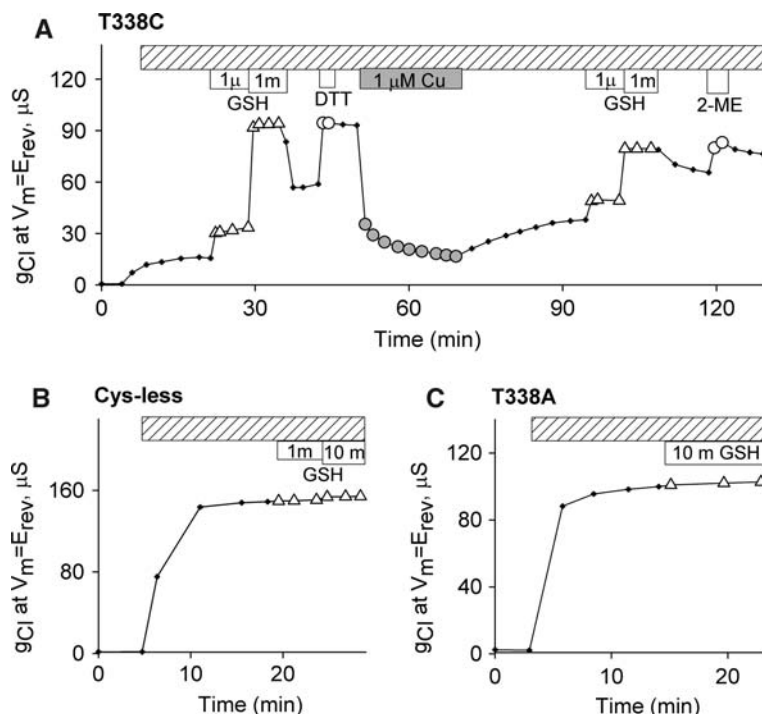 A
T338C
gCl at Vm=Erev, µS
120
90
60
30
0
1µ
1m
GSH
DTT
1 µM Cu
1µ
1m
GSH
2-ME
0
30
60
90
120
Time (min)
B
Cys-less
gCl at Vm=Erev, µS
160
80
0
1m
10 m
GSH
0
20
Time (min)
C
T338A
gCl at Vm=Erev, µS
120
80
40
0
10 m GSH
0
10
20
Time (min)